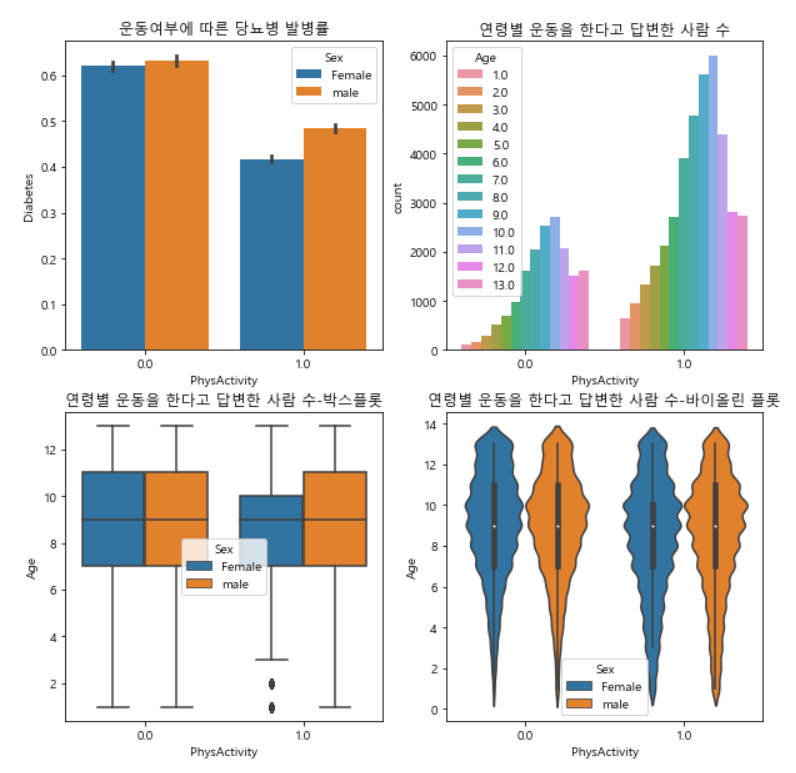 운동여부에 따른 당뇨병 발병률
Diabetes
0.6
0.5
0.4
0.3
0.2
0.1
0.0
Sex
Female
male
0.0
1.0
PhysActivity
연령별 운동을 한다고 답변한 사람 수
count
6000
5000
4000
3000
2000
1000
0
Age
1.0
2.0
3.0
4.0
5.0
6.0
7.0
8.0
9.0
10.0
11.0
12.0
13.0
0.0
1.0
PhysActivity
연령별 운동을 한다고 답변한 사람 수-박스플롯
Age
12
10
8
6
4
2
Sex
Female
male
0.0
1.0
PhysActivity
연령별 운동을 한다고 답변한 사람 수-바이올린 플롯
Age
14
12
10
8
6
4
2
0
Sex
Female
male
0.0
1.0
PhysActivity